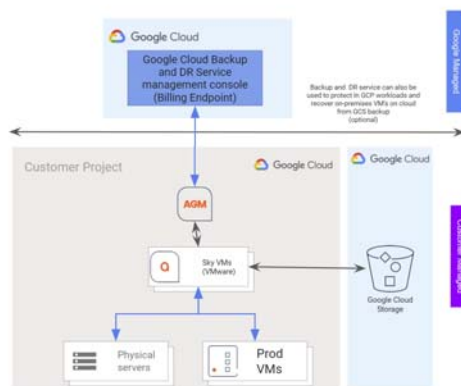 Google Cloud
Google Cloud Backup
and DR Service
management console
(Billing Endpoint)
Google Managed
Backup and DR service can also be
used to protect in GCP workloads and
recover on-premises VM's on cloud
from GCS backup
(optional)
Customer Project
Google Cloud
Google Cloud
AGM
Customer Managed
Sky VMs
(VMware)
Google Cloud
Storage
Physical
servers
Prod
VMs